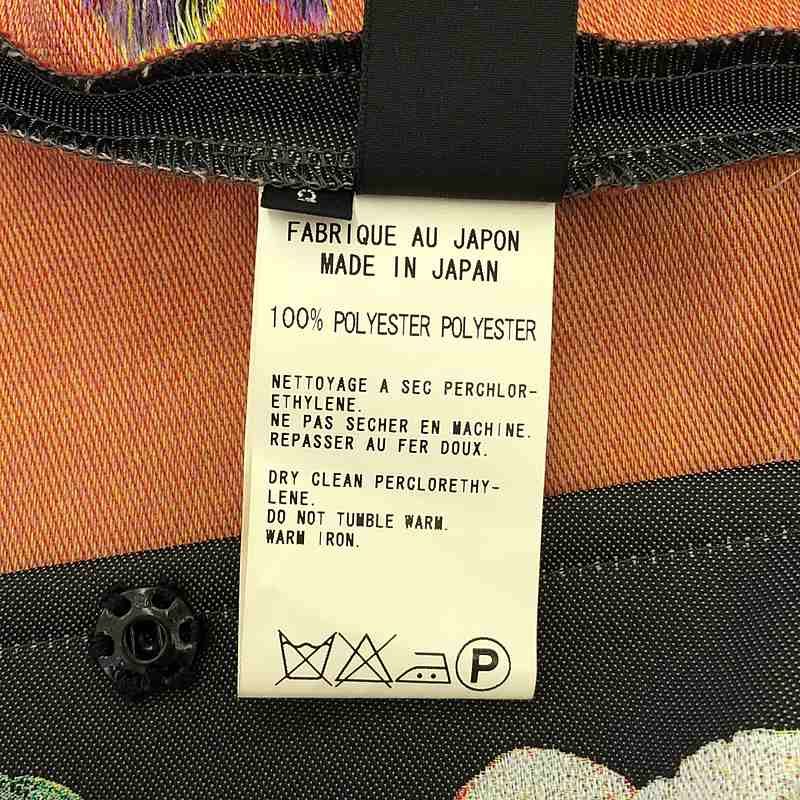 FABRIQUE AU JAPON
MADE IN JAPAN
100% POLYESTER POLYESTER
NETTOYAGE A SEC PERCHLOR-
ETHYLENE.
NE PAS SECHER EN MACHINE.
REPASSER AU FER DOUX.
DRY CLEAN PERCLORETHY-
LENE.
DO NOT TUMBLE WARM.
WARM IRON.
P